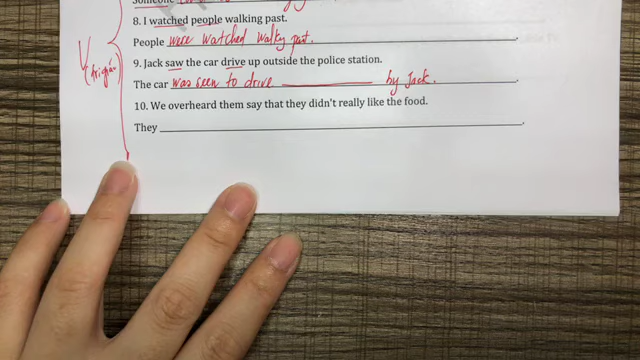 Someone
8. I watched people walking past.
People were watched walking past.
9. Jack saw the car drive up outside the police station.
The car was seen to drive by Jack.
10. We overheard them say that they didn't really like the food.
They